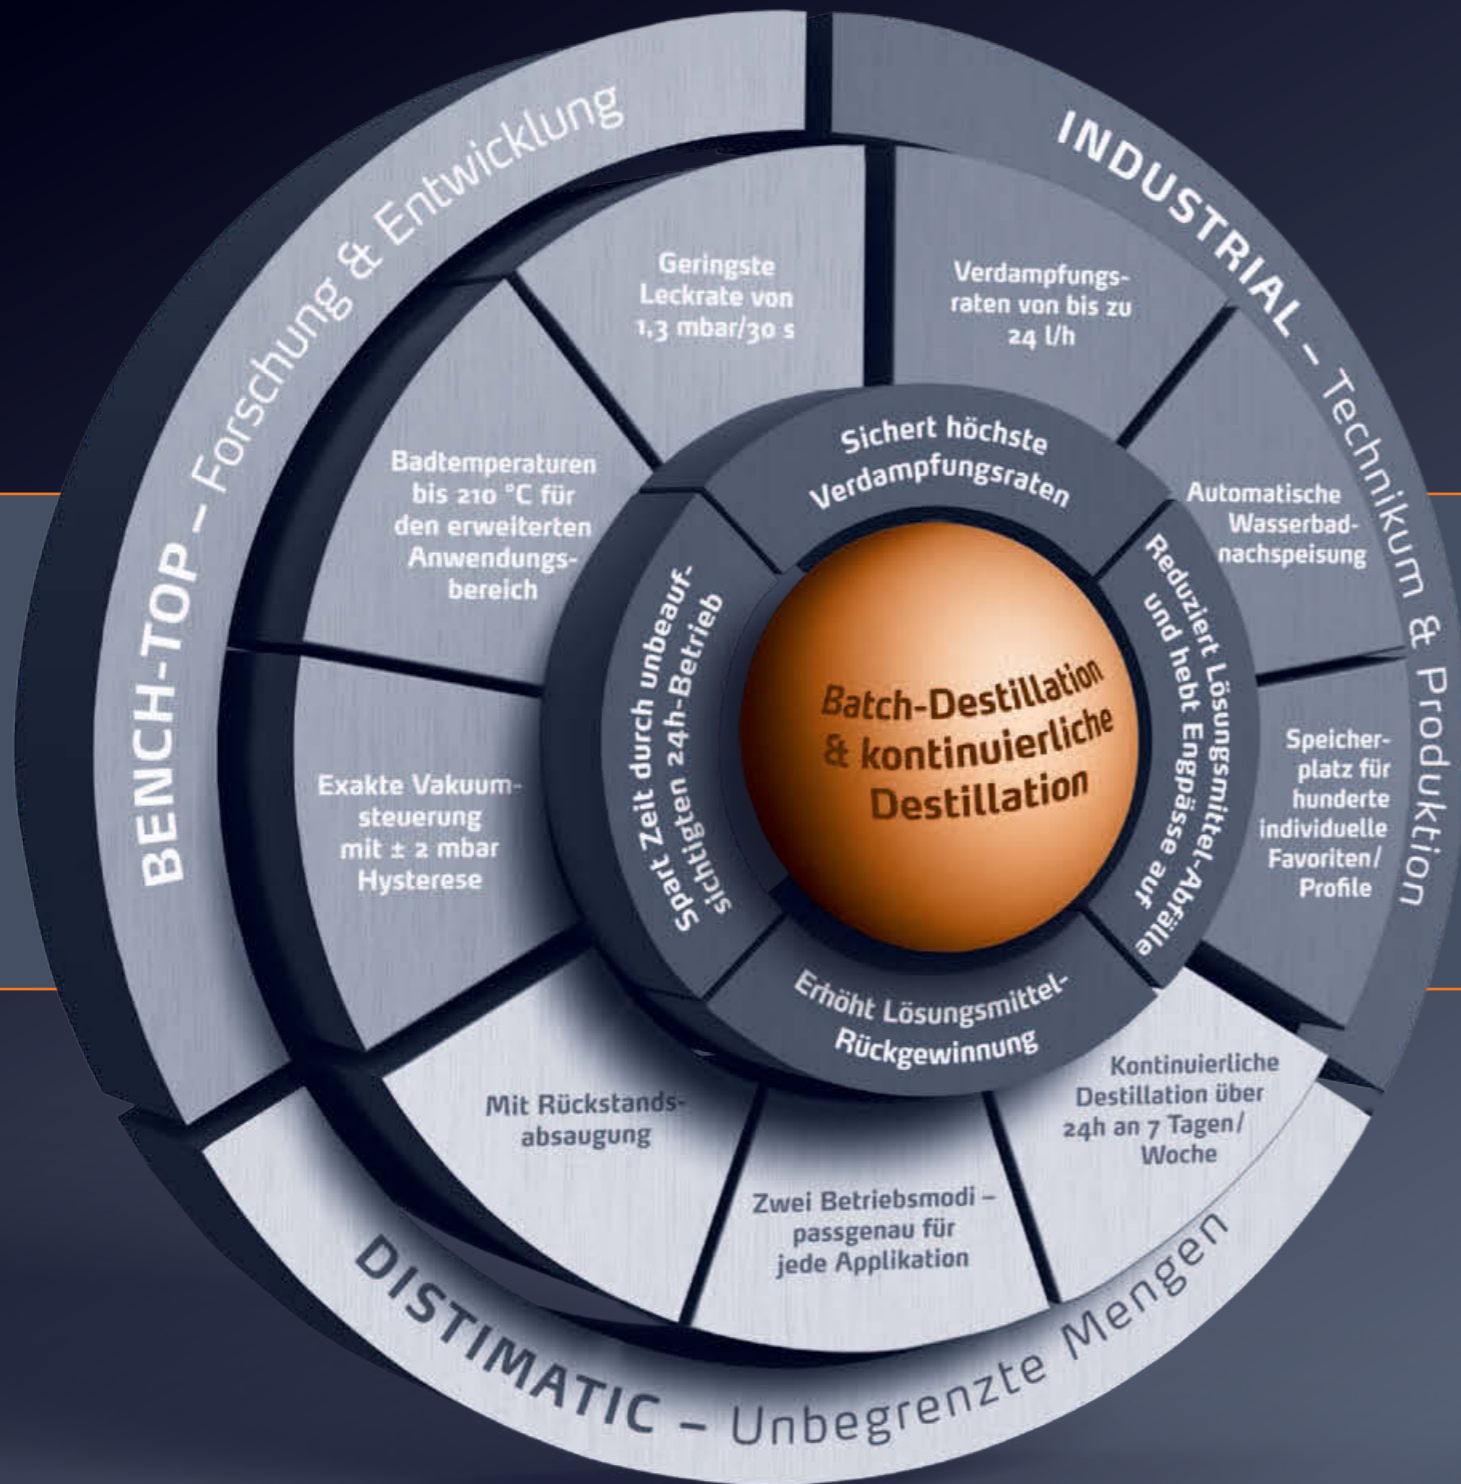 BENCH-TOP – Forschung & Entwicklung
INDUSTRIAL – Technikum & Produktion
DISTIMATIC – Unbegrenzte Mengen
Geringste
Leckrate von
1,3 mbar/30 s
Badtemperaturen
bis 210 °C für
den erweiterten
Anwendungs-
bereich
Exakte Vakuum-
steuerung
mit ± 2 mbar
Hysterese
Verdampfungs-
raten von bis zu
24 l/h
Automatische
Wasserbad-
nachspeisung
Speicher-
platz für
hunderte
individuelle
Favoriten/
Profile
Kontinuierliche
Destillation über
24h an 7 Tagen/
Woche
Zwei Betriebsmodi –
passgenau für
jede Applikation
Mit Rückstands-
absaugung
Sichert höchste
Verdampfungsraten
Reduziert Lösungsmittel-Abfälle
und hebt Engpässe auf
Erhöht Lösungsmittel-
Rückgewinnung
Spart Zeit durch unbeauf-
sichtigten 24h-Betrieb
Batch-Destillation
& kontinuierliche
Destillation